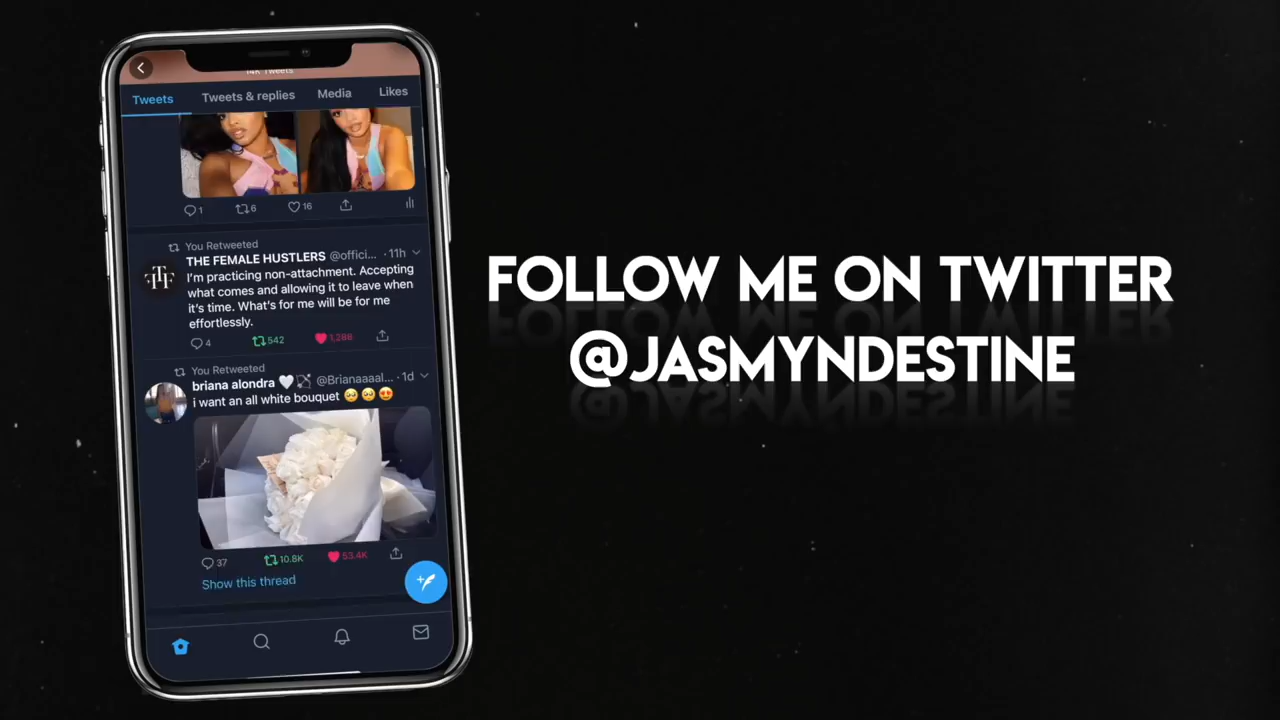 14K Tweets
Tweets Tweets & replies Media Likes
1 6 16
You Retweeted
THE FEMALE HUSTLERS @offici... · 11h
I'm practicing non-attachment. Accepting
what comes and allowing it to leave when
it's time. What's for me will be for me
effortlessly.
4 542 1,288
You Retweeted
briana alondra 🤍🏹 @Brianaaaal... · 1d
i want an all white bouquet 🥺🥺😍
37 10.8K 53.4K
Show this thread
FOLLOW ME ON TWITTER
@JASMYNDESTINE